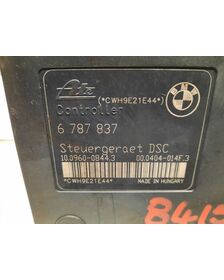 Ate (*CWH9E21E44*)
BMW
Controller
6 787 837
Steuergeraet DSC
10.0960-0844.3 00.0404-014F.3
*CWH9E21E44* MADE IN HUNGARY